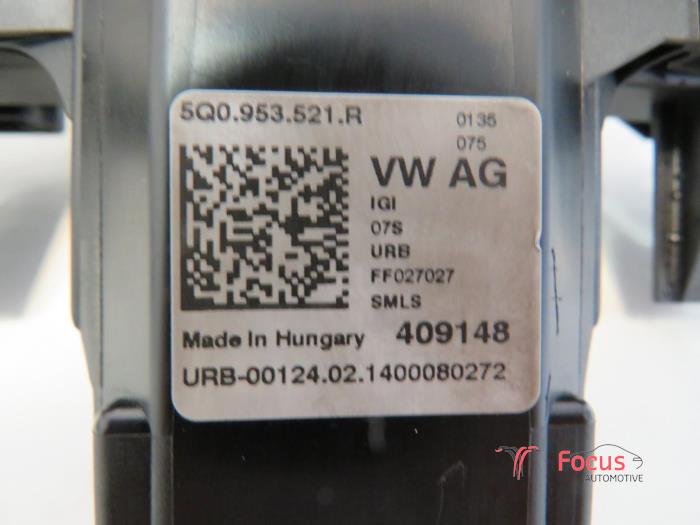 5Q0.953.521.R
0135
075
VW AG
IGI
07S
URB
FF027027
SMLS
Made In Hungary 409148
URB-00124.02.1400080272
Focus
AUTOMOTIVE